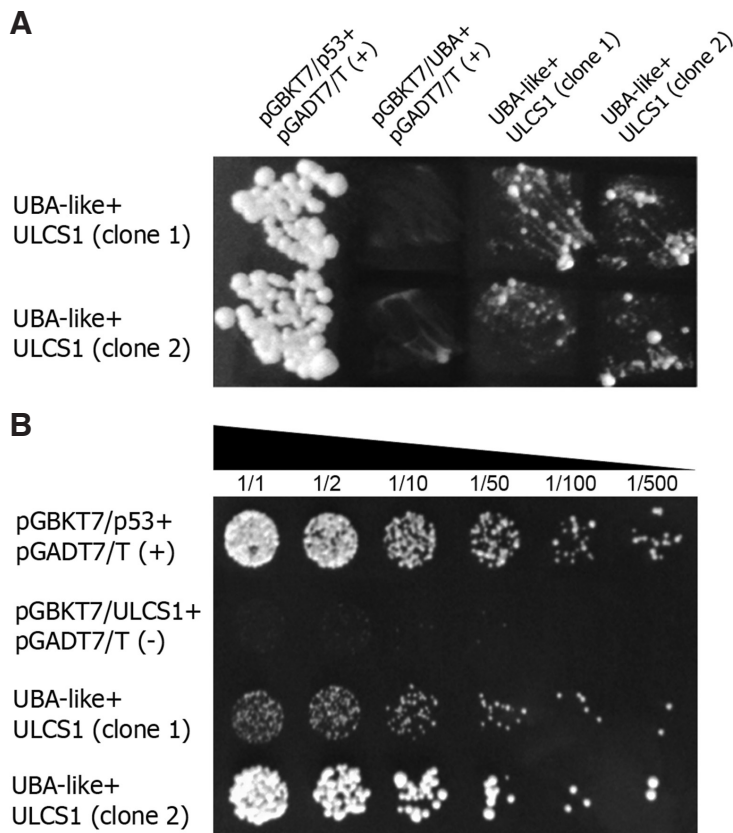 A
pGBKT7/p53+
pGADT7/T (+)
pGBKT7/UBA+
pGADT7/T (+)
UBA-like+
ULCS1 (clone 1)
UBA-like+
ULCS1 (clone 2)
UBA-like+
ULCS1 (clone 1)
UBA-like+
ULCS1 (clone 2)
B
1/1 1/2 1/10 1/50 1/100 1/500
pGBKT7/p53+
pGADT7/T (+)
pGBKT7/ULCS1+
pGADT7/T (-)
UBA-like+
ULCS1 (clone 1)
UBA-like+
ULCS1 (clone 2)